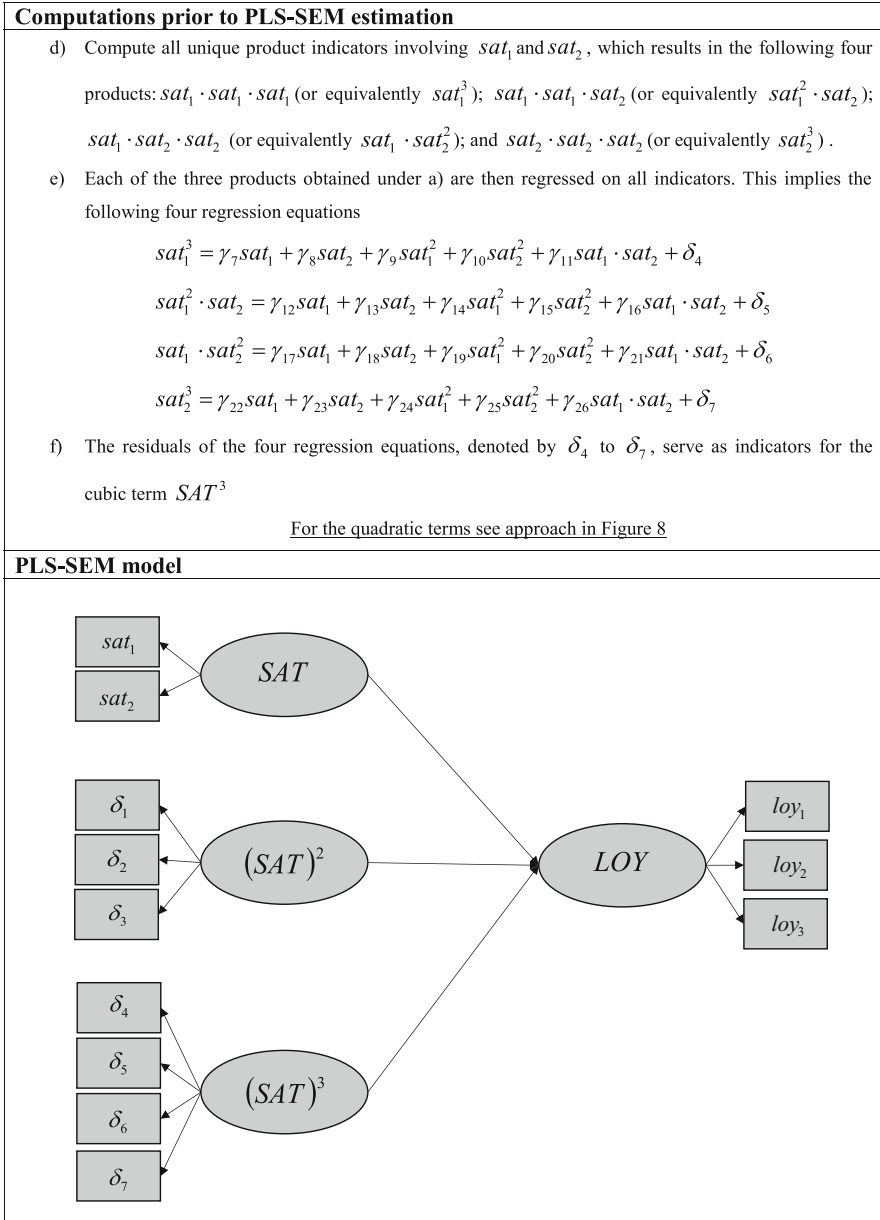 Computations prior to PLS-SEM estimation
d) Compute all unique product indicators involving sat₁ and sat₂, which results in the following four
products: sat₁ · sat₁ · sat₁ (or equivalently sat₁³); sat₁ · sat₁ · sat₂ (or equivalently sat₁² · sat₂);
sat₁ · sat₂ · sat₂ (or equivalently sat₁ · sat₂²); and sat₂ · sat₂ · sat₂ (or equivalently sat₂³) .
e) Each of the three products obtained under a) are then regressed on all indicators. This implies the
following four regression equations
sat₁³ = γ₇sat₁ + γ₈sat₂ + γ₉sat₁² + γ₁₀sat₂² + γ₁₁sat₁ · sat₂ + δ₄
sat₁² · sat₂ = γ₁₂sat₁ + γ₁₃sat₂ + γ₁₄sat₁² + γ₁₅sat₂² + γ₁₆sat₁ · sat₂ + δ₅
sat₁ · sat₂² = γ₁₇sat₁ + γ₁₈sat₂ + γ₁₉sat₁² + γ₂₀sat₂² + γ₂₁sat₁ · sat₂ + δ₆
sat₂³ = γ₂₂sat₁ + γ₂₃sat₂ + γ₂₄sat₁² + γ₂₅sat₂² + γ₂₆sat₁ · sat₂ + δ₇
f) The residuals of the four regression equations, denoted by δ₄ to δ₇, serve as indicators for the
cubic term SAT³
For the quadratic terms see approach in Figure 8
PLS-SEM model
sat₁
sat₂
SAT
δ₁
δ₂
δ₃
(SAT)²
δ₄
δ₅
δ₆
δ₇
(SAT)³
LOY
loy₁
loy₂
loy₃